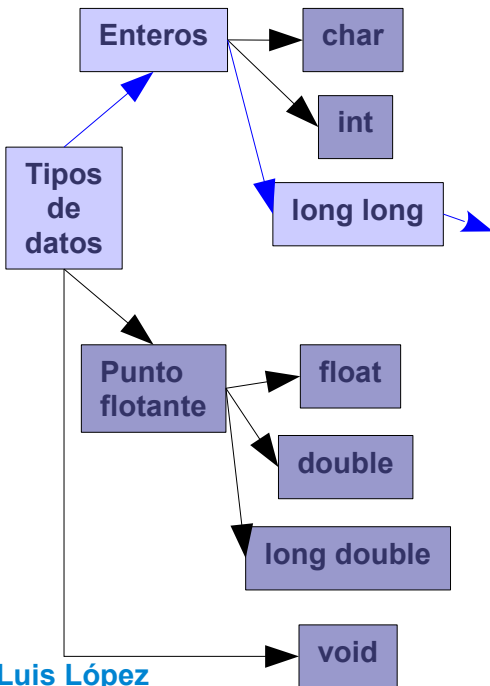 Enteros
char
int
Tipos
de
datos
long long
Punto
flotante
float
double
long double
void
Luis López